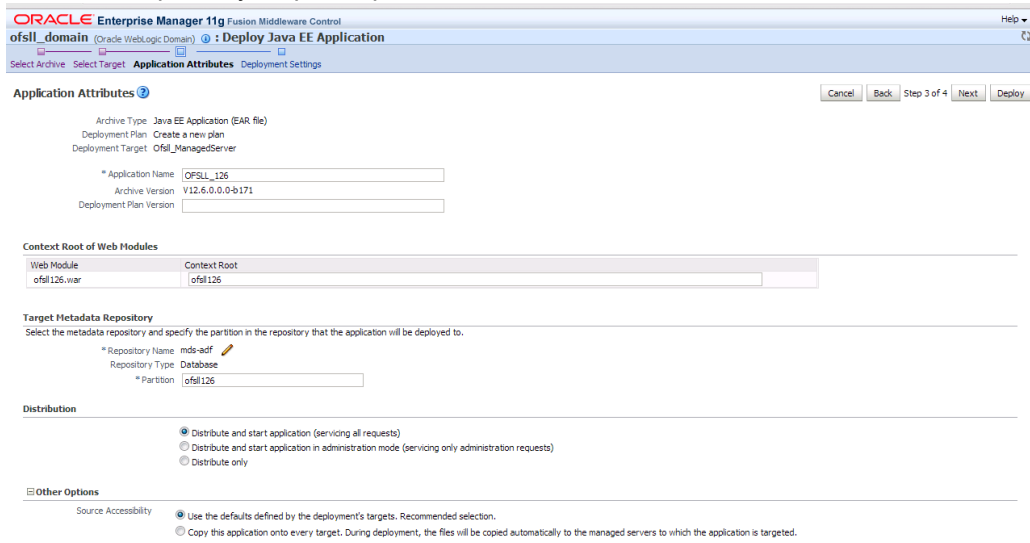 ORACLE Enterprise Manager 11g Fusion Middleware Control Help
ofsll_domain (Oracle WebLogic Domain) : Deploy Java EE Application
Select Archive Select Target Application Attributes Deployment Settings
Application Attributes ? Cancel Back Step 3 of 4 Next Deploy
Archive Type Java EE Application (EAR file)
Deployment Plan Create a new plan
Deployment Target Ofsll_ManagedServer
* Application Name OFSLL_126
Archive Version V12.6.0.0.0-b171
Deployment Plan Version
Context Root of Web Modules
Web Module Context Root
ofsll126.war ofsll126
Target Metadata Repository
Select the metadata repository and specify the partition in the repository that the application will be deployed to.
* Repository Name mds-adf
Repository Type Database
* Partition ofsll126
Distribution
Distribute and start application (servicing all requests)
Distribute and start application in administration mode (servicing only administration requests)
Distribute only
Other Options
Source Accessibility Use the defaults defined by the deployment's targets. Recommended selection.
Copy this application onto every target. During deployment, the files will be copied automatically to the managed servers to which the application is targeted.